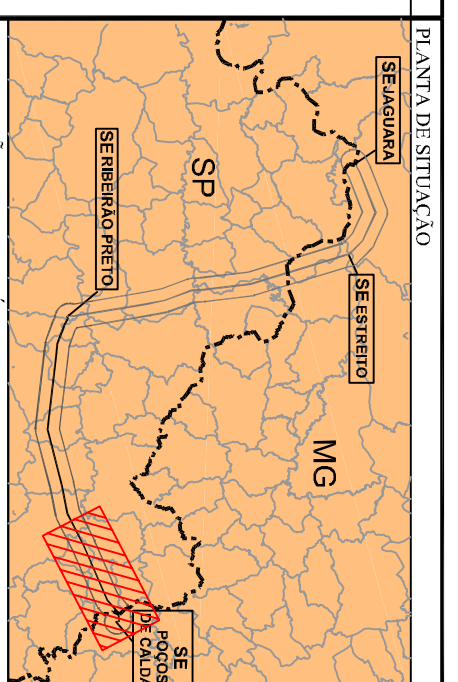 PLANTA DE SITUAÇÃO
SE JAGUARA
SE ESTREITO
MG
SP
SE RIBEIRÃO PRETO
SE
POÇOS
DE CALDA